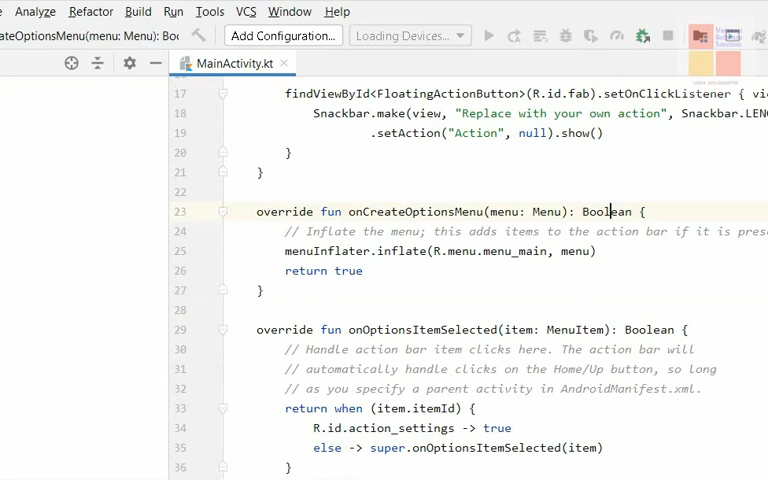 Analyze Refactor Build Run Tools VCS Window Help
ateOptionsMenu(menu: Menu): Boo Add Configuration... Loading Devices...
MainActivity.kt
17 findViewById<FloatingActionButton>(R.id.fab).setOnClickListener { vi
18 Snackbar.make(view, "Replace with your own action", Snackbar.LEN
19 .setAction("Action", null).show()
20 }
21 }
22
23 override fun onCreateOptionsMenu(menu: Menu): Boolean {
24 // Inflate the menu; this adds items to the action bar if it is pres
25 menuInflater.inflate(R.menu.menu_main, menu)
26 return true
27 }
28
29 override fun onOptionsItemSelected(item: MenuItem): Boolean {
30 // Handle action bar item clicks here. The action bar will
31 // automatically handle clicks on the Home/Up button, so long
32 // as you specify a parent activity in AndroidManifest.xml.
33 return when (item.itemId) {
34 R.id.action_settings -> true
35 else -> super.onOptionsItemSelected(item)
36 }